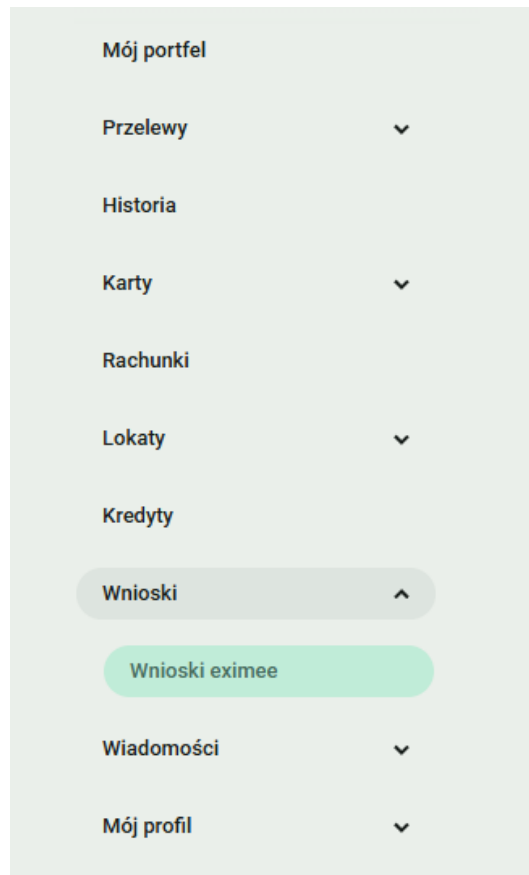 Mój portfel
Przelewy
Historia
Karty
Rachunki
Lokaty
Kredyty
Wnioski
Wnioski eximee
Wiadomości
Mój profil